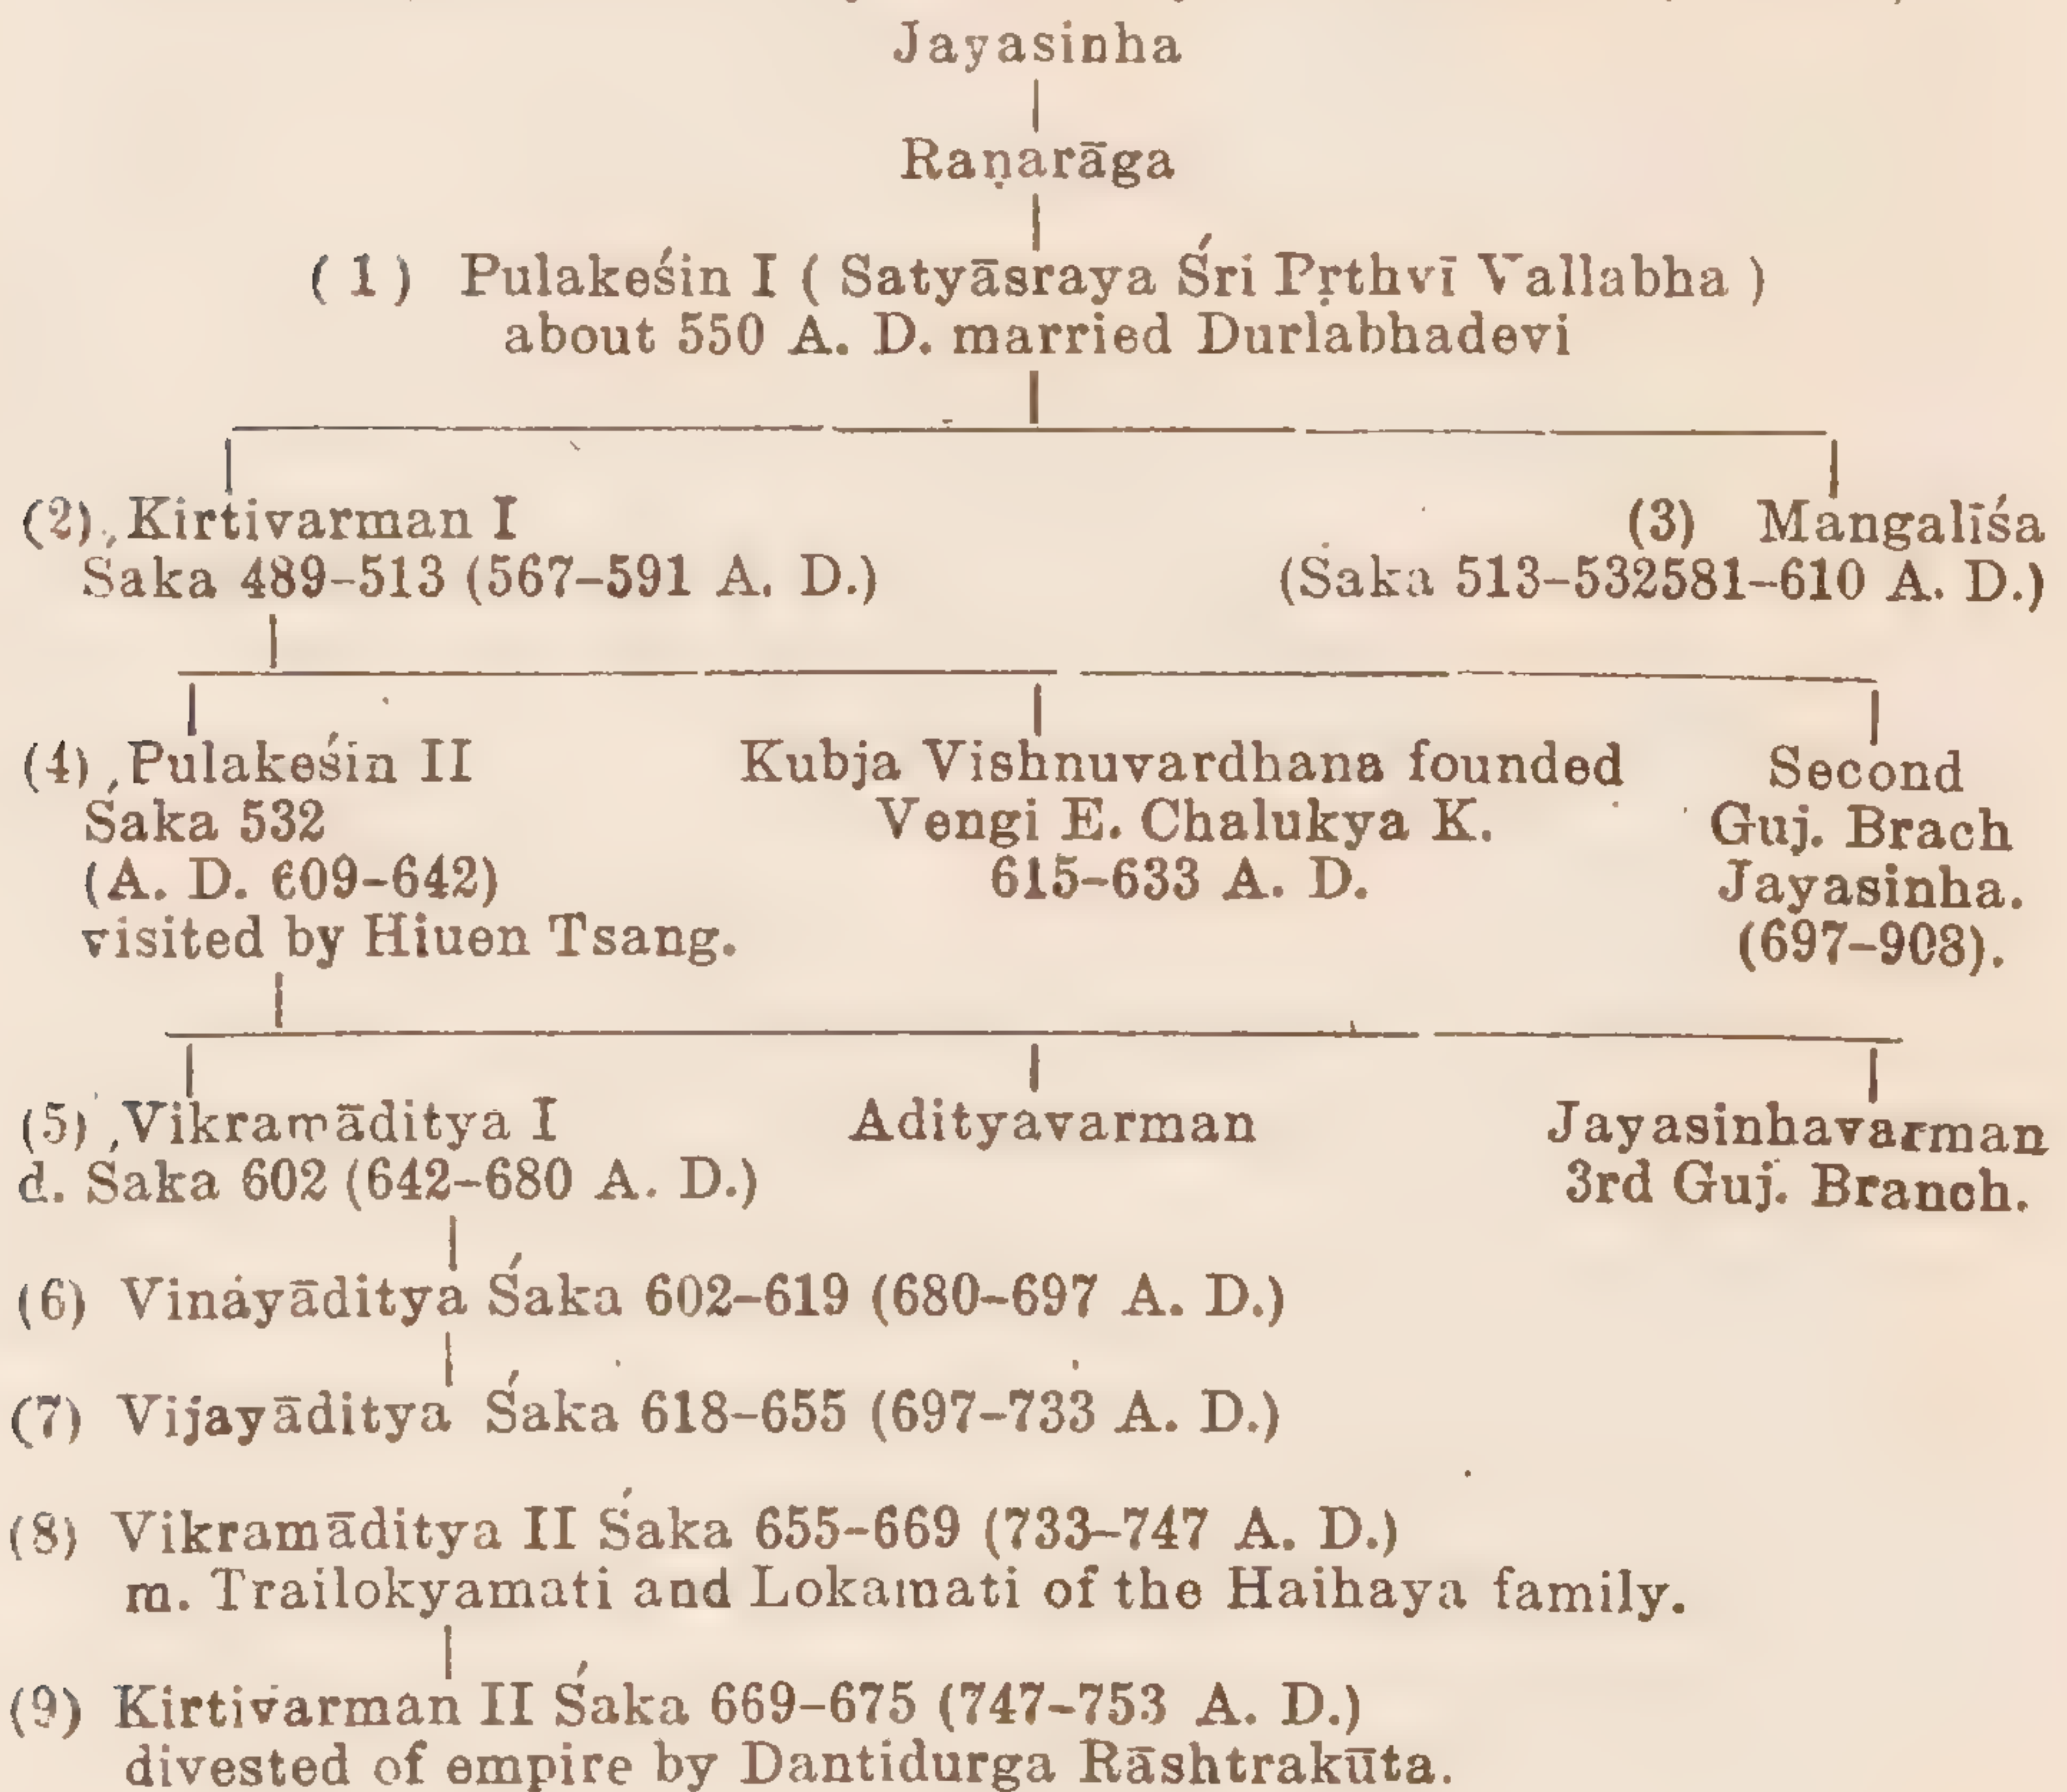 Jayasinha
Raṇarāga
( 1 ) Pulakeśin I ( Satyāsraya Śri Pṛthvī Vallabha )
about 550 A. D. married Durlabhadevi
(2) Kirtivarman I
Śaka 489–513 (567–591 A. D.)
(3) Mangalīśa
(Śaka 513–532581–610 A. D.)
(4) Pulakeśin II
Śaka 532
(A. D. 609–642)
visited by Hiuen Tsang.
Kubja Vishnuvardhana founded
Vengi E. Chalukya K.
615–633 A. D.
Second
Guj. Brach
Jayasinha.
(697–903).
(5) Vikramāditya I
d. Śaka 602 (642–680 A. D.)
Adityavarman
Jayasinhavarman
3rd Guj. Branch.
(6) Vinayāditya Śaka 602–619 (680–697 A. D.)
(7) Vijayāditya Śaka 618–655 (697–733 A. D.)
(8) Vikramāditya II Śaka 655–669 (733–747 A. D.)
m. Trailokyamati and Lokamati of the Haihaya family.
(9) Kirtivarman II Śaka 669–675 (747–753 A. D.)
divested of empire by Dantidurga Rāshtrakūta.